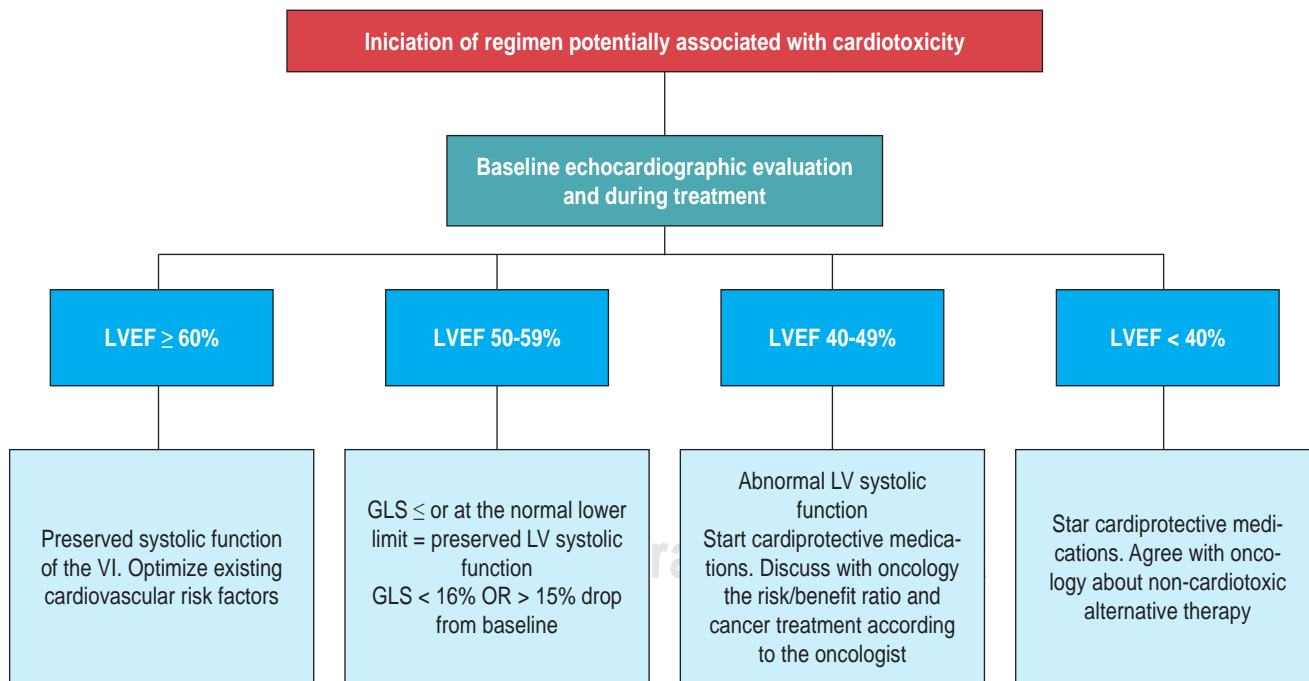 Iniciation of regimen potentially associated with cardiotoxicity
Baseline echocardiographic evaluation
and during treatment
LVEF ≥ 60%
LVEF 50-59%
LVEF 40-49%
LVEF < 40%
Preserved systolic function
of the VI. Optimize existing
cardiovascular risk factors
GLS ≤ or at the normal lower
limit = preserved LV systolic
function
GLS < 16% OR > 15% drop
from baseline
Abnormal LV systolic
function
Start cardiprotective medica-
tions. Discuss with oncology
the risk/benefit ratio and
cancer treatment according
to the oncologist
Star cardiprotective medi-
cations. Agree with onco-
logy about non-cardiotoxic
alternative therapy